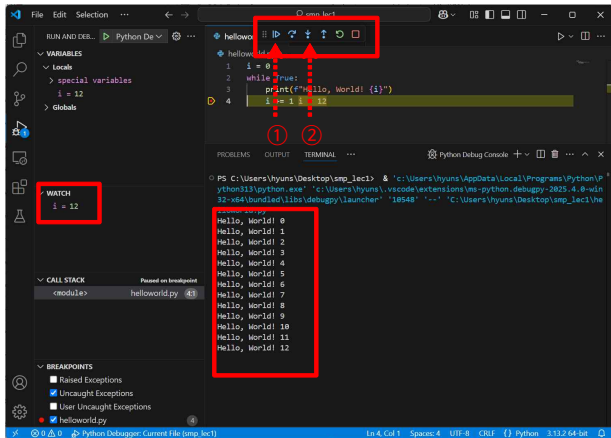 File Edit Selection ... smp_lec1
RUN AND DEB... Python De
hellowo
VARIABLES
Locals
special variables
i = 12
Globals
1 i = 0
2 while True:
3 print(f"Hello, World! {i}")
4 i += 1 i = 12
① ②
PROBLEMS OUTPUT TERMINAL ... Python Debug Console
PS C:\Users\hyuns\Desktop\smp_lec1> & 'c:\Users\hyuns\AppData\Local\Programs\Python\P
ython313\python.exe' 'c:\Users\hyuns\.vscode\extensions\ms-python.debugpy-2025.4.0-win
32-x64\bundled\libs\debugpy\launcher' '10548' '--' 'C:\Users\hyuns\Desktop\smp_lec1\he
WATCH
i = 12
Hello, World! 0
Hello, World! 1
Hello, World! 2
Hello, World! 3
Hello, World! 4
Hello, World! 5
Hello, World! 6
Hello, World! 7
Hello, World! 8
Hello, World! 9
Hello, World! 10
Hello, World! 11
Hello, World! 12
CALL STACK Paused on breakpoint
<module> helloworld.py 4:1
BREAKPOINTS
Raised Exceptions
Uncaught Exceptions
User Uncaught Exceptions
helloworld.py 4
0 0 Python Debugger: Current File (smp_lec1) Ln 4, Col 1 Spaces: 4 UTF-8 CRLF {} Python 3.13.2 64-bit